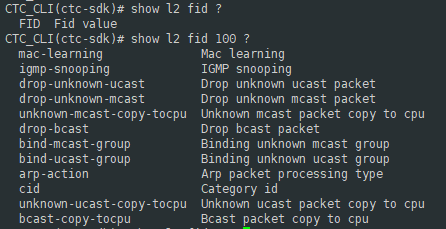 CTC_CLI(ctc-sdk)# show l2 fid ?
FID  Fid value
CTC_CLI(ctc-sdk)# show l2 fid 100 ?
mac-learning  Mac learning
igmp-snooping  IGMP snooping
drop-unknown-ucast  Drop unknown ucast packet
drop-unknown-mcast  Drop unknown mcast packet
unknown-mcast-copy-tocpu  Unknown mcast packet copy to cpu
drop-bcast  Drop bcast packet
bind-mcast-group  Binding unknown mcast group
bind-ucast-group  Binding unknown ucast group
arp-action  Arp packet processing type
cid  Category id
unknown-ucast-copy-tocpu  Unknown ucast packet copy to cpu
bcast-copy-tocpu  Bcast packet copy to cpu